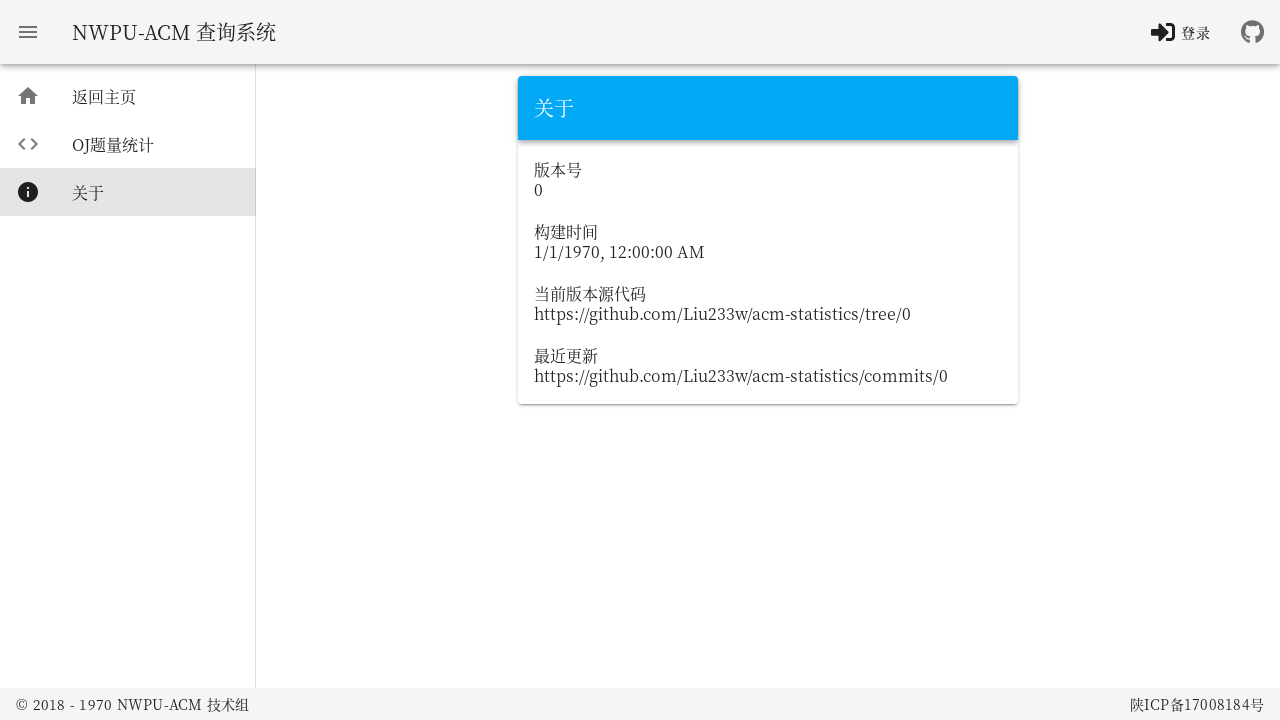 NWPU-ACM 查询系统
登录
返回主页
OJ题量统计
关于
关于
版本号
0
构建时间
1/1/1970, 12:00:00 AM
当前版本源代码
https://github.com/Liu233w/acm-statistics/tree/0
最近更新
https://github.com/Liu233w/acm-statistics/commits/0
© 2018 - 1970 NWPU-ACM 技术组
陕ICP备17008184号